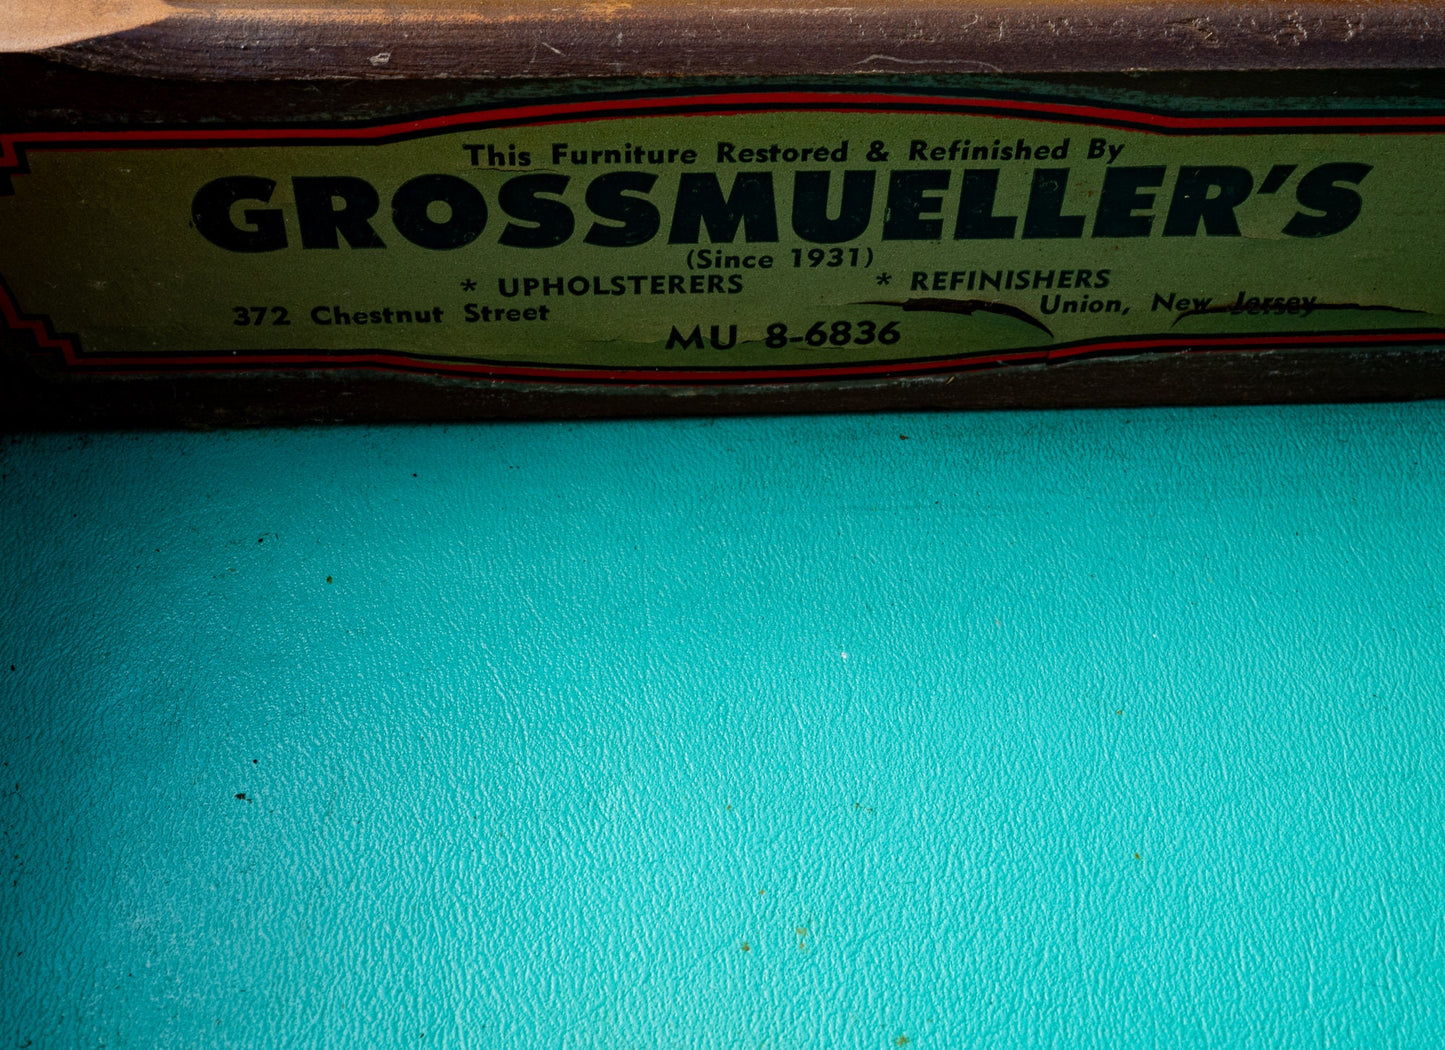 This Furniture Restored & Refinished By
GROSSMUELLER'S
(Since 1931)
* UPHOLSTERERS * REFINISHERS
372 Chestnut Street Union, New Jersey
MU 8-6836